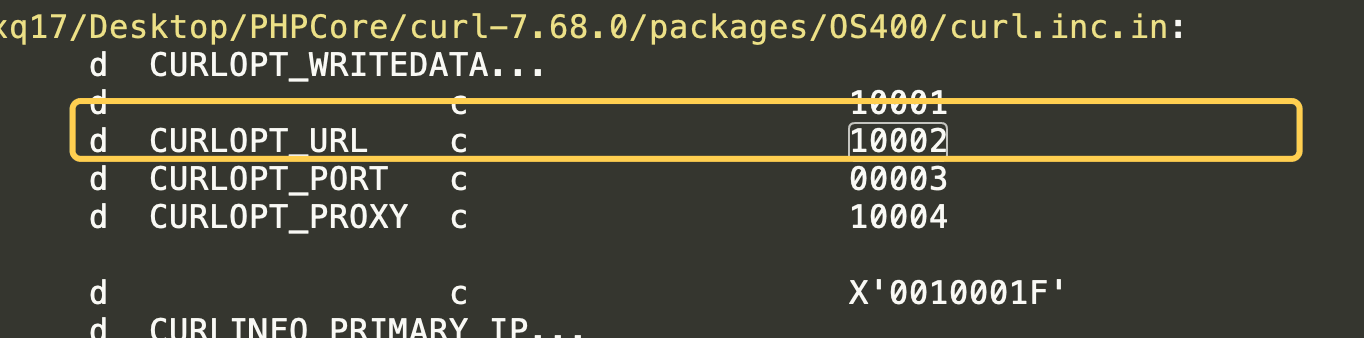 xq17/Desktop/PHPCore/curl-7.68.0/packages/OS400/curl.inc.in:
d CURLOPT_WRITEDATA...
d c 10001
d CURLOPT_URL c 10002
d CURLOPT_PORT c 00003
d CURLOPT_PROXY c 10004
d c X'0010001F'
d CURLINFO_PRIMARY_IP...